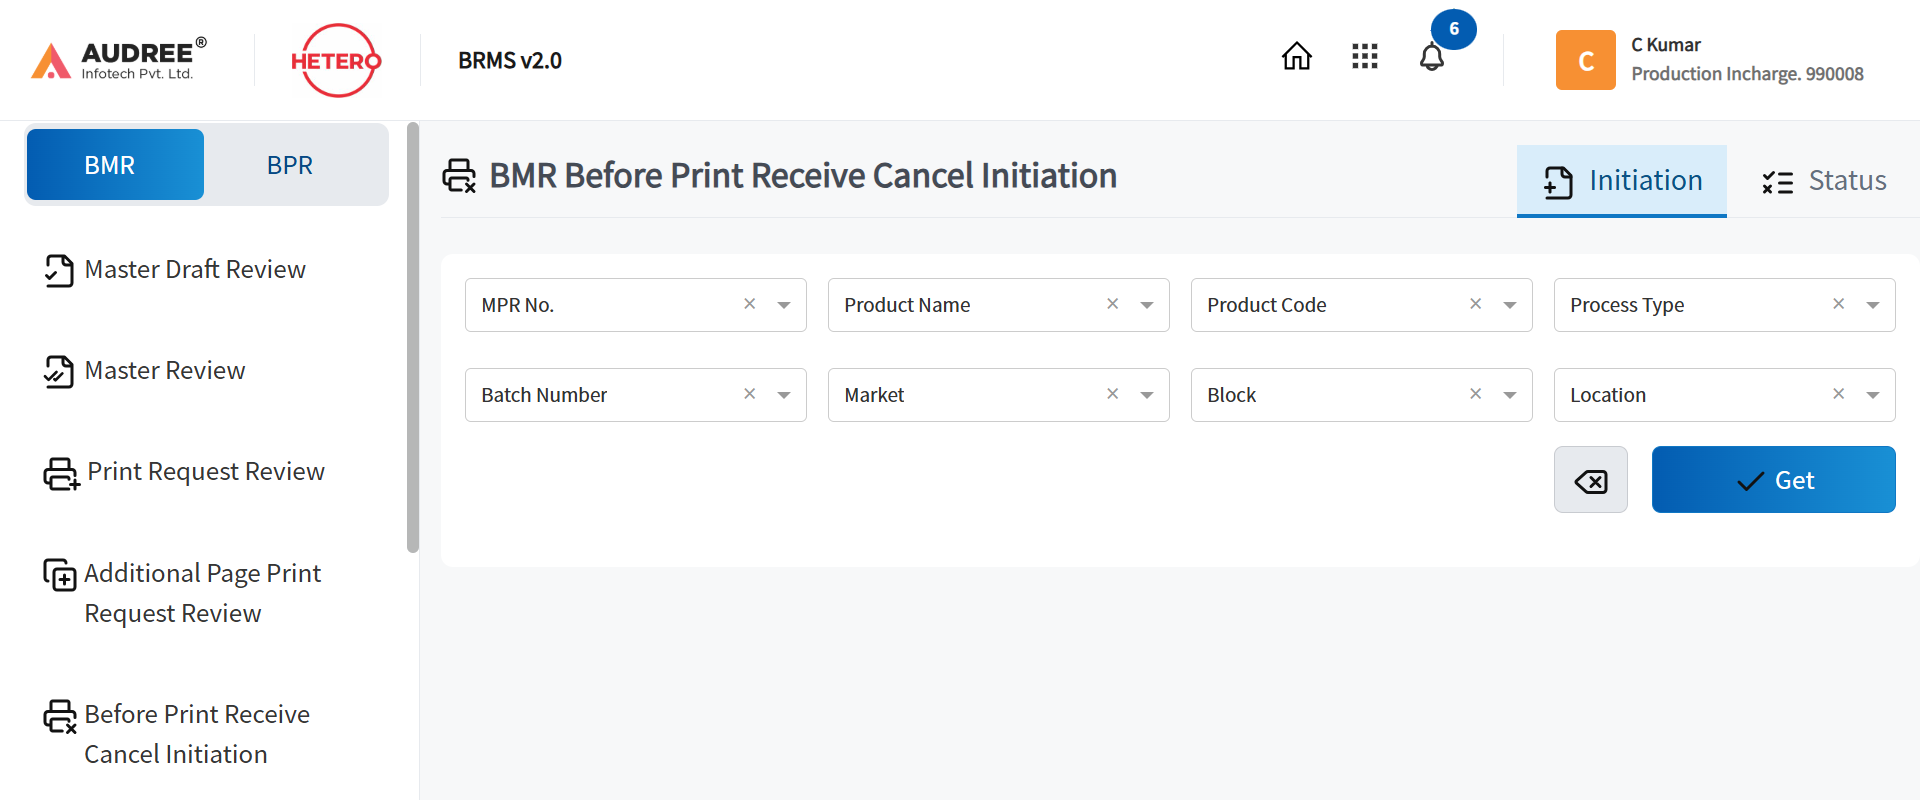 AUDREE®
Infotech Pvt. Ltd.
HETERO
BRMS v2.0
6
C
C Kumar
Production Incharge. 990008
BMR
BPR
Master Draft Review
Master Review
Print Request Review
Additional Page Print
Request Review
Before Print Receive
Cancel Initiation
BMR Before Print Receive Cancel Initiation
Initiation
Status
MPR No.
Product Name
Product Code
Process Type
Batch Number
Market
Block
Location
Get